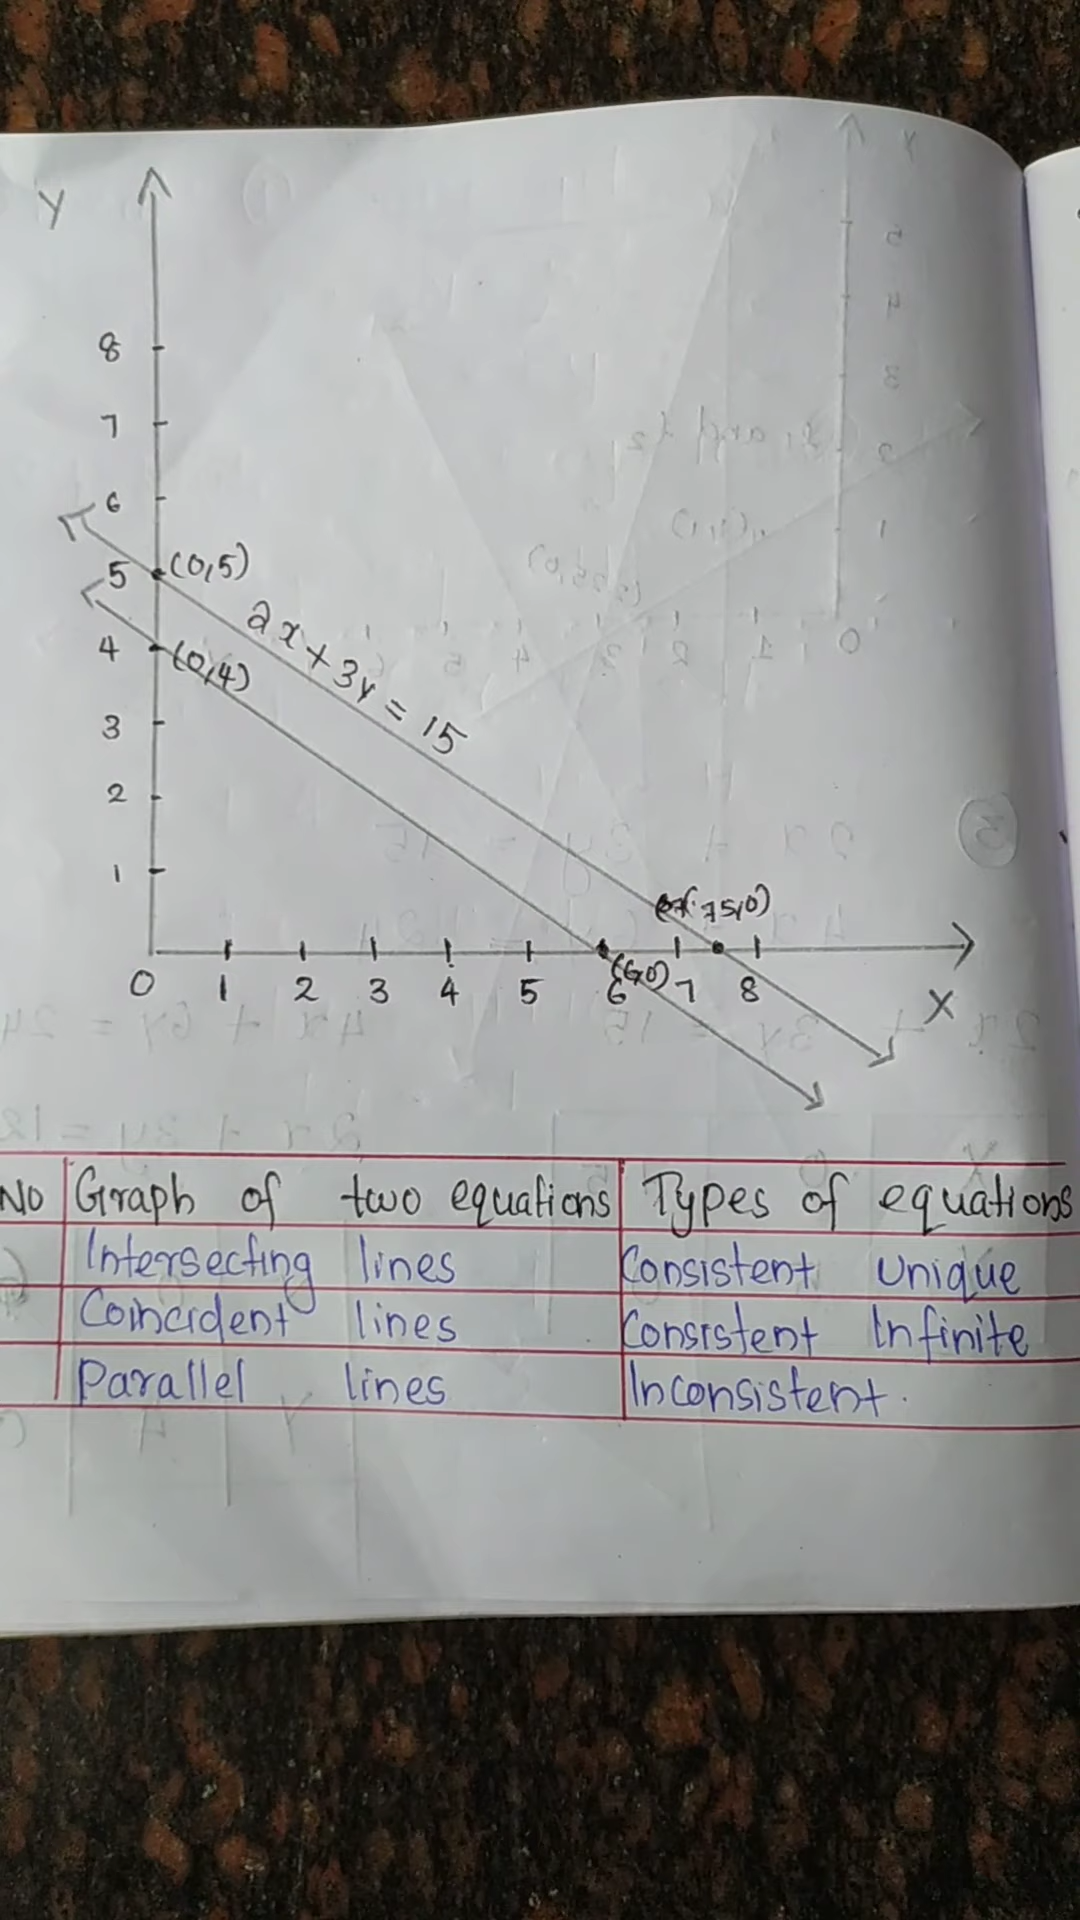 Y
8
7
6
5 (0,5)
2x + 3y = 15
4 (0,4)
3
2
1
75,0)
(6,0)
0 1 2 3 4 5 6 7 8
X
No Graph of two equations Types of equations
Intersecting lines Consistent Unique
Coincident lines Consistent Infinite
Parallel lines Inconsistent.